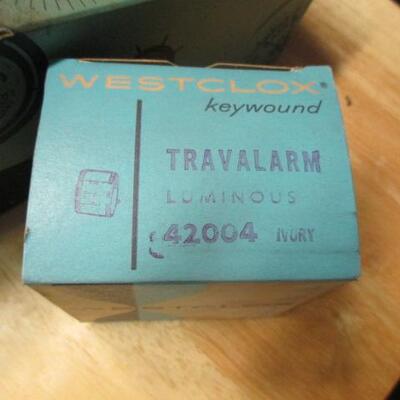 WESTCLOX
keywound
TRAVALARM
LUMINOUS
42004 IVORY